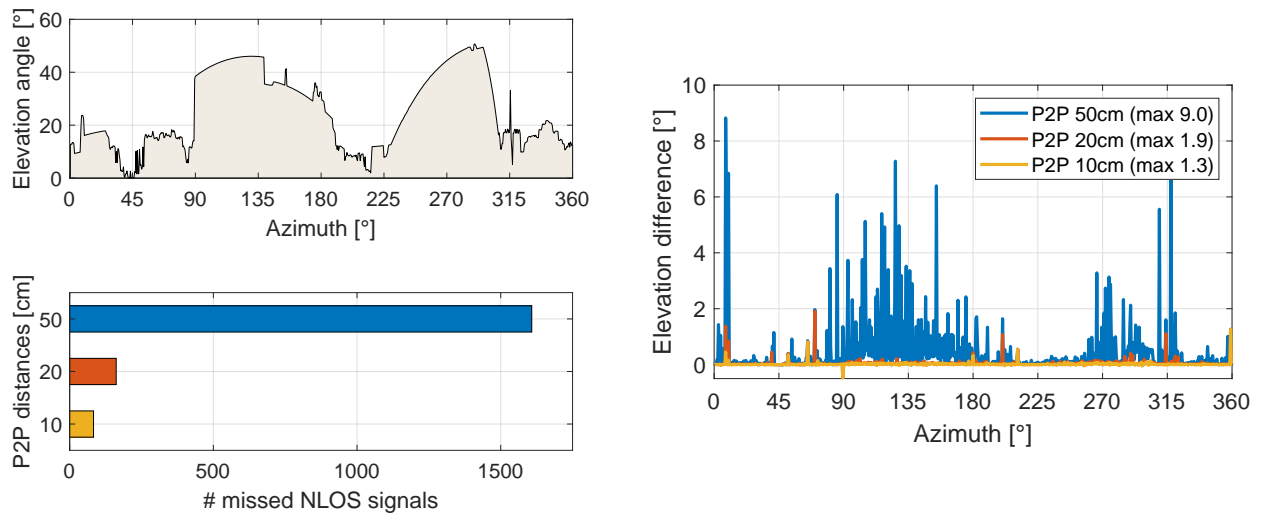 60
40
20
0
Elevation angle [°]
0 45 90 135 180 225 270 315 360
Azimuth [°]
50
20
10
P2P distances [cm]
0 500 1000 1500
# missed NLOS signals
10
8
6
4
2
0
Elevation difference [°]
P2P 50cm (max 9.0)
P2P 20cm (max 1.9)
P2P 10cm (max 1.3)
0 45 90 135 180 225 270 315 360
Azimuth [°]